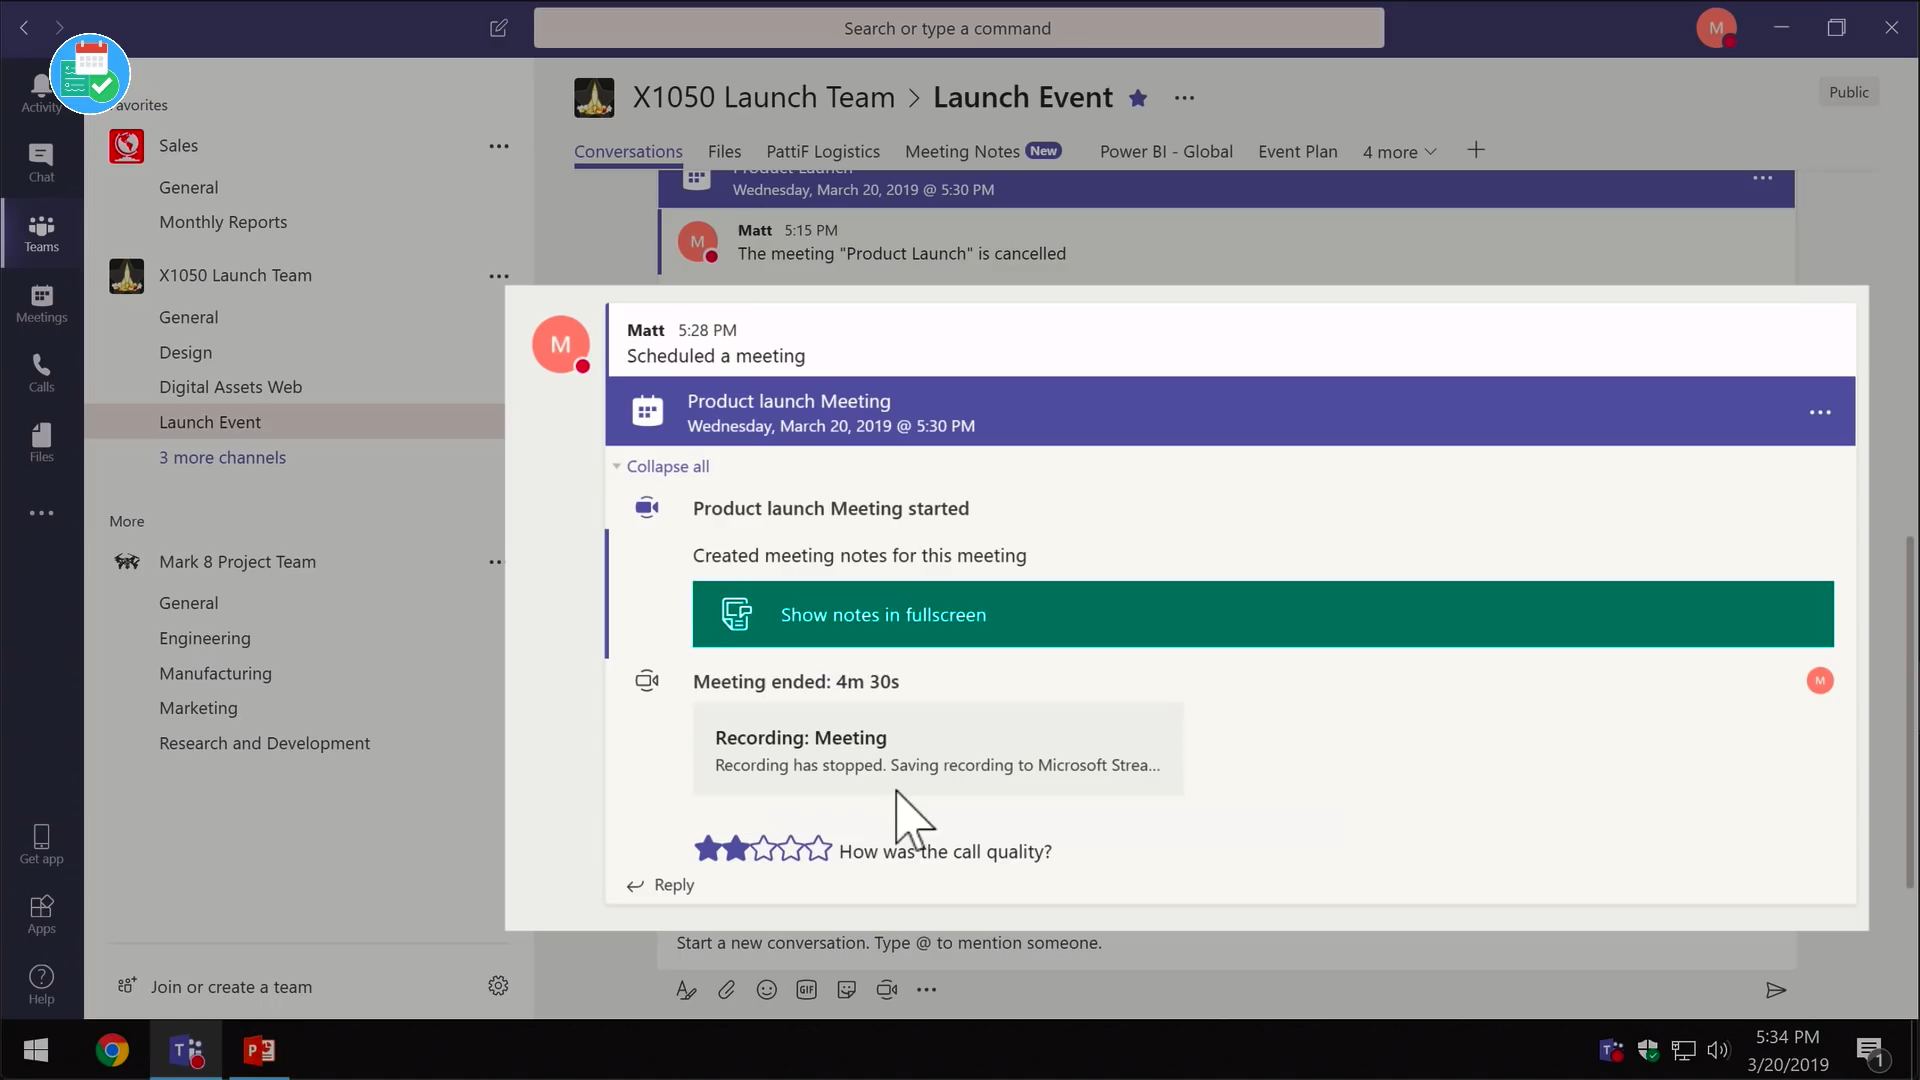 Search or type a command
M
Activity
Chat
Teams
Meetings
Calls
Files
Get app
Apps
Help
Favorites
Sales
General
Monthly Reports
X1050 Launch Team
General
Design
Digital Assets Web
Launch Event
3 more channels
More
Mark 8 Project Team
General
Engineering
Manufacturing
Marketing
Research and Development
Join or create a team
X1050 Launch Team > Launch Event
Public
Conversations Files PattiF Logistics Meeting Notes New Power BI - Global Event Plan 4 more
Product Launch
Wednesday, March 20, 2019 @ 5:30 PM
M
Matt 5:15 PM
The meeting "Product Launch" is cancelled
M
Matt 5:28 PM
Scheduled a meeting
Product launch Meeting
Wednesday, March 20, 2019 @ 5:30 PM
Collapse all
Product launch Meeting started
Created meeting notes for this meeting
Show notes in fullscreen
Meeting ended: 4m 30s
M
Recording: Meeting
Recording has stopped. Saving recording to Microsoft Strea...
How was the call quality?
Reply
Start a new conversation. Type @ to mention someone.
GIF
5:34 PM
3/20/2019
1